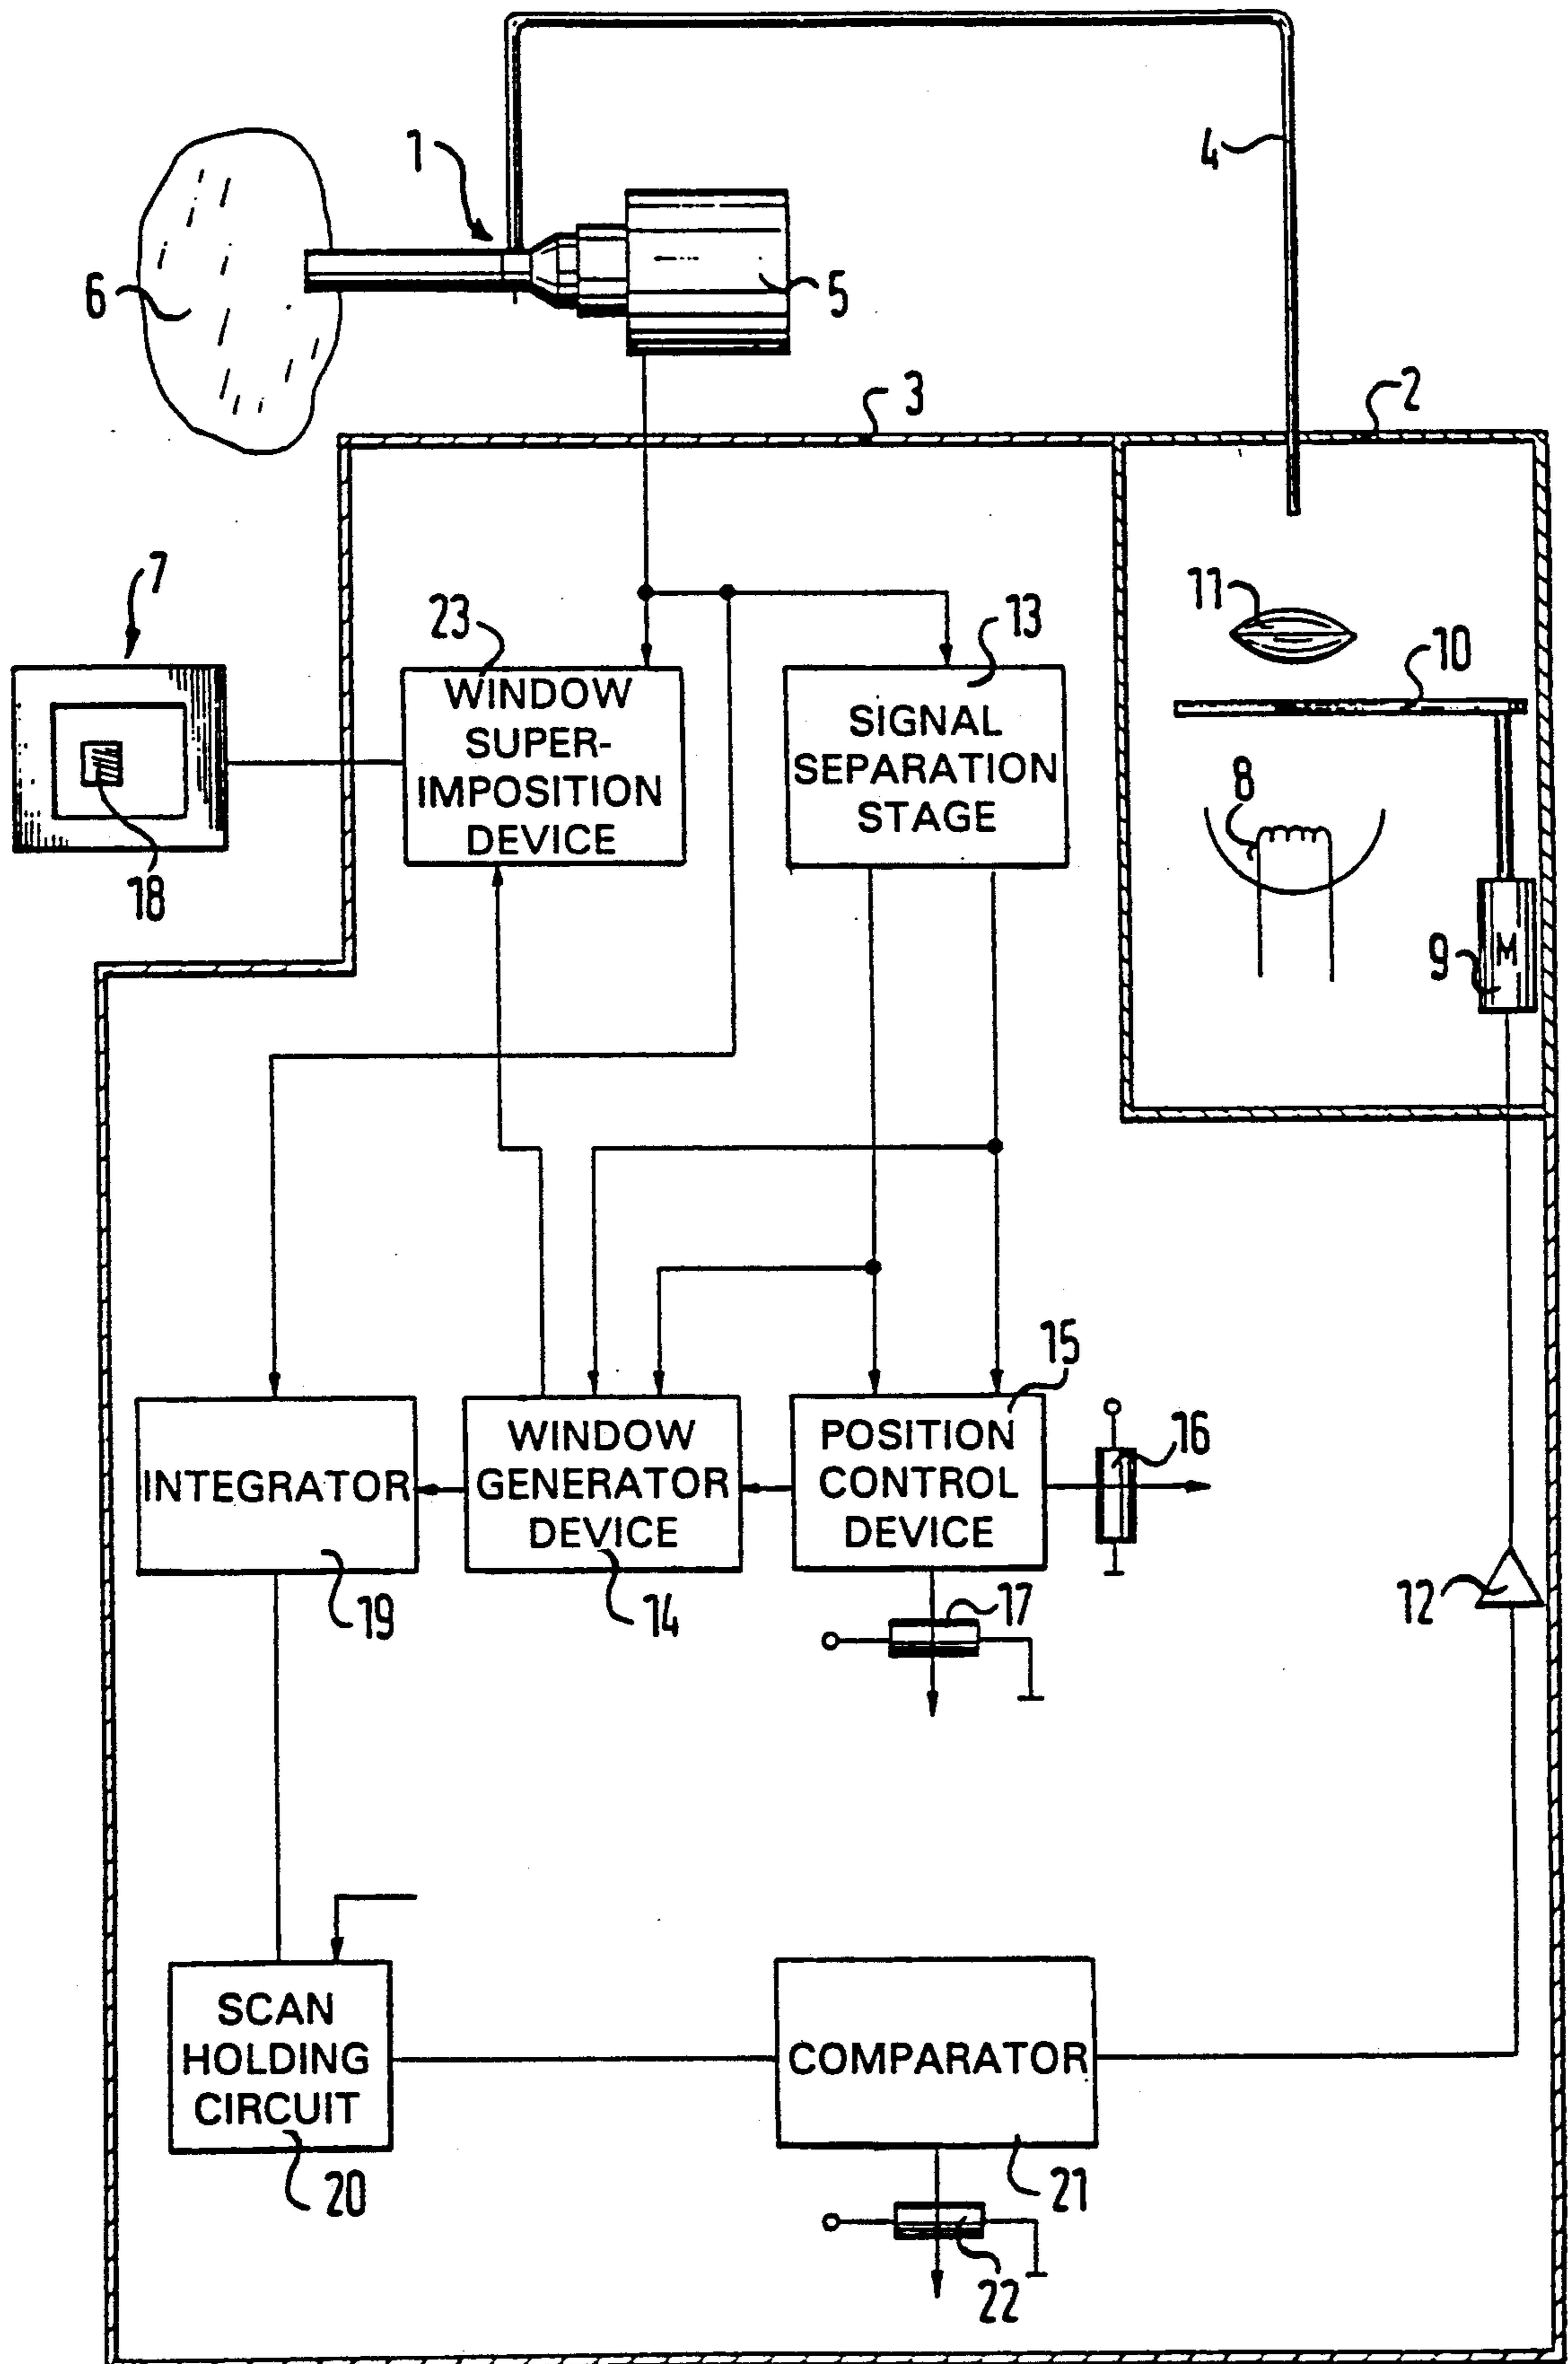 1
4
6
5
3
2
7
23
13
11
10
WINDOW
SUPER-
IMPOSITION
DEVICE
SIGNAL
SEPARATION
STAGE
8
18
9
M
15
16
INTEGRATOR
WINDOW
GENERATOR
DEVICE
POSITION
CONTROL
DEVICE
19
14
17
12
SCAN
HOLDING
CIRCUIT
COMPARATOR
20
21
22